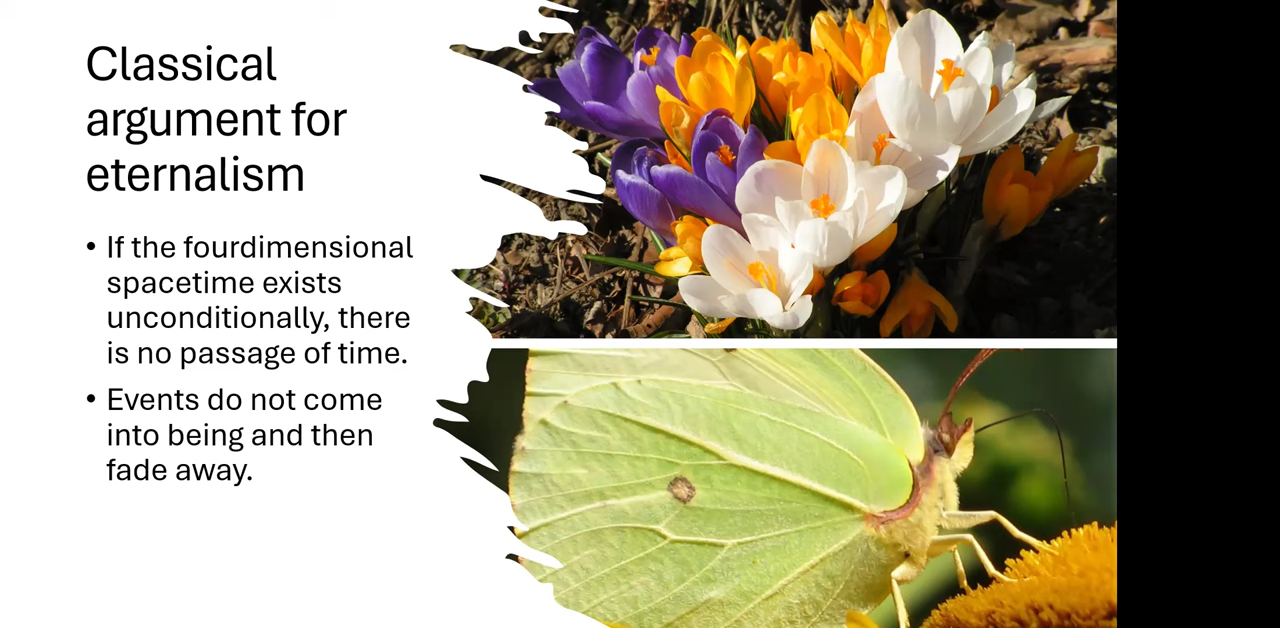 Classical
argument for
eternalism
• If the fourdimensional
spacetime exists
unconditionally, there
is no passage of time.
• Events do not come
into being and then
fade away.